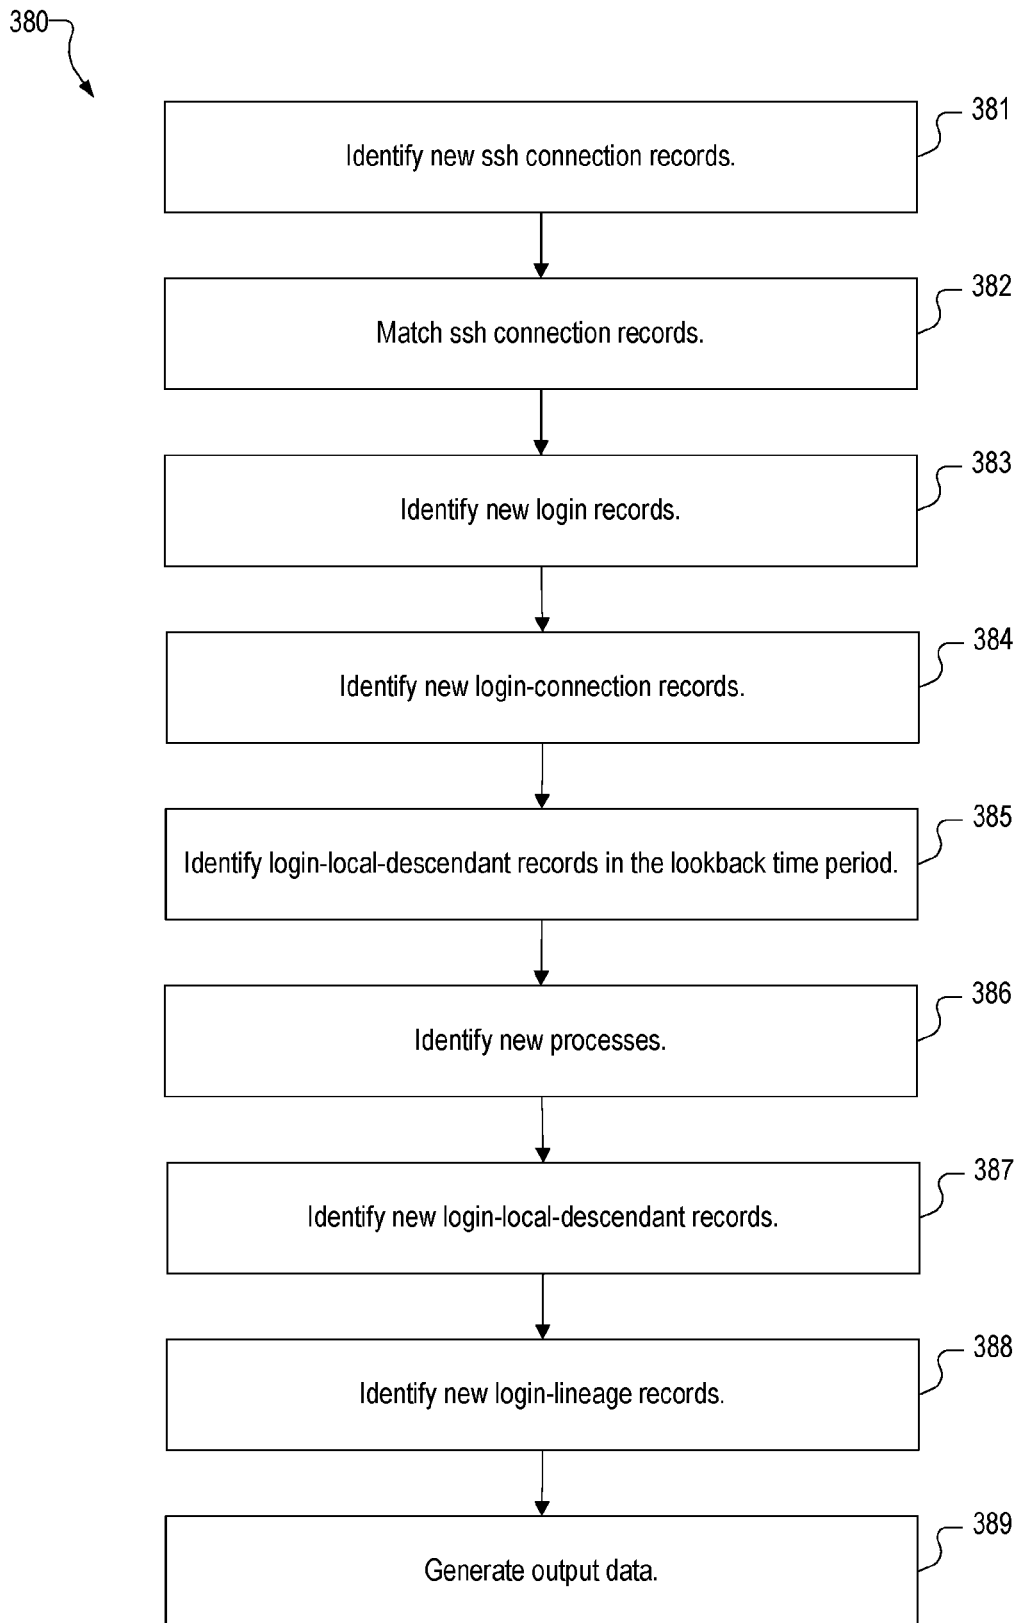 380
381
Identify new ssh connection records.
382
Match ssh connection records.
383
Identify new login records.
384
Identify new login-connection records.
385
Identify login-local-descendant records in the lookback time period.
386
Identify new processes.
387
Identify new login-local-descendant records.
388
Identify new login-lineage records.
389
Generate output data.